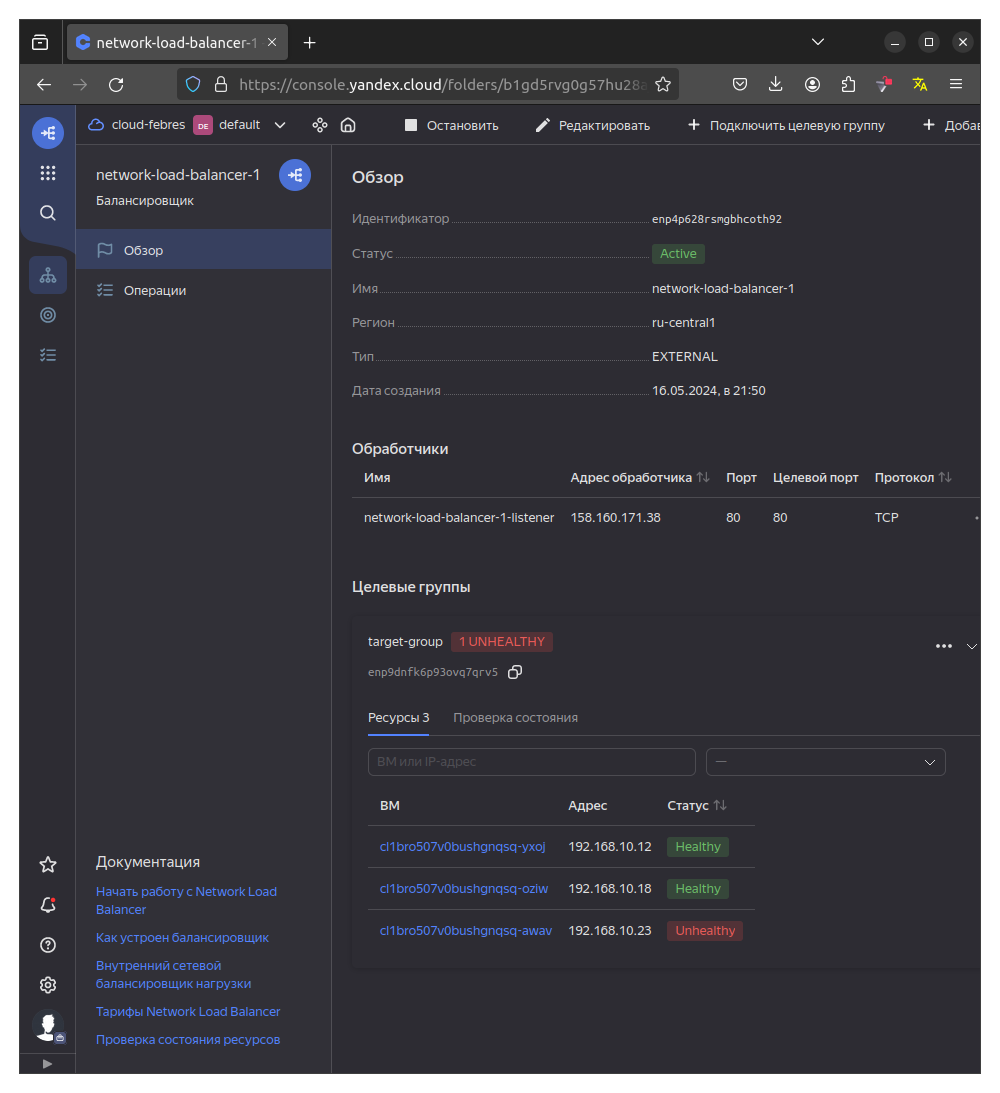 network-load-balancer-1
https://console.yandex.cloud/folders/b1gd5rvg0g57hu28a
cloud-febres DE default
Остановить
Редактировать
Подключить целевую группу
network-load-balancer-1
Балансировщик
Обзор
Операции
Обзор
Идентификатор enp4p628rsmgbhcoth92
Статус Active
Имя network-load-balancer-1
Регион ru-central1
Тип EXTERNAL
Дата создания 16.05.2024, в 21:50
Обработчики
Имя Адрес обработчика Порт Целевой порт Протокол
network-load-balancer-1-listener 158.160.171.38 80 80 TCP
Целевые группы
target-group 1 UNHEALTHY
enp9dnfk6p93ovq7qrv5
Ресурсы 3 Проверка состояния
ВМ или IP-адрес —
ВМ Адрес Статус
cl1bro507v0bushgnqsq-yxoj 192.168.10.12 Healthy
cl1bro507v0bushgnqsq-oziw 192.168.10.18 Healthy
cl1bro507v0bushgnqsq-awav 192.168.10.23 Unhealthy
Документация
Начать работу с Network Load
Balancer
Как устроен балансировщик
Внутренний сетевой
балансировщик нагрузки
Тарифы Network Load Balancer
Проверка состояния ресурсов